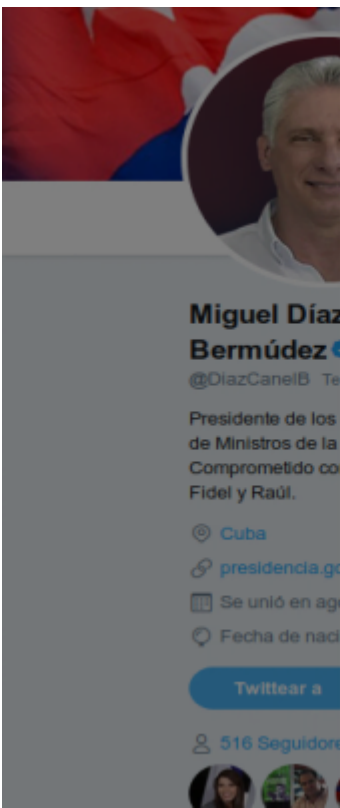 Miguel Díaz
Bermúdez
@DiazCanelB Te
Presidente de los
de Ministros de la
Comprometido co
Fidel y Raúl.
Cuba
presidencia.go
Se unió en ago
Fecha de naci
Twittear a
516 Seguidore